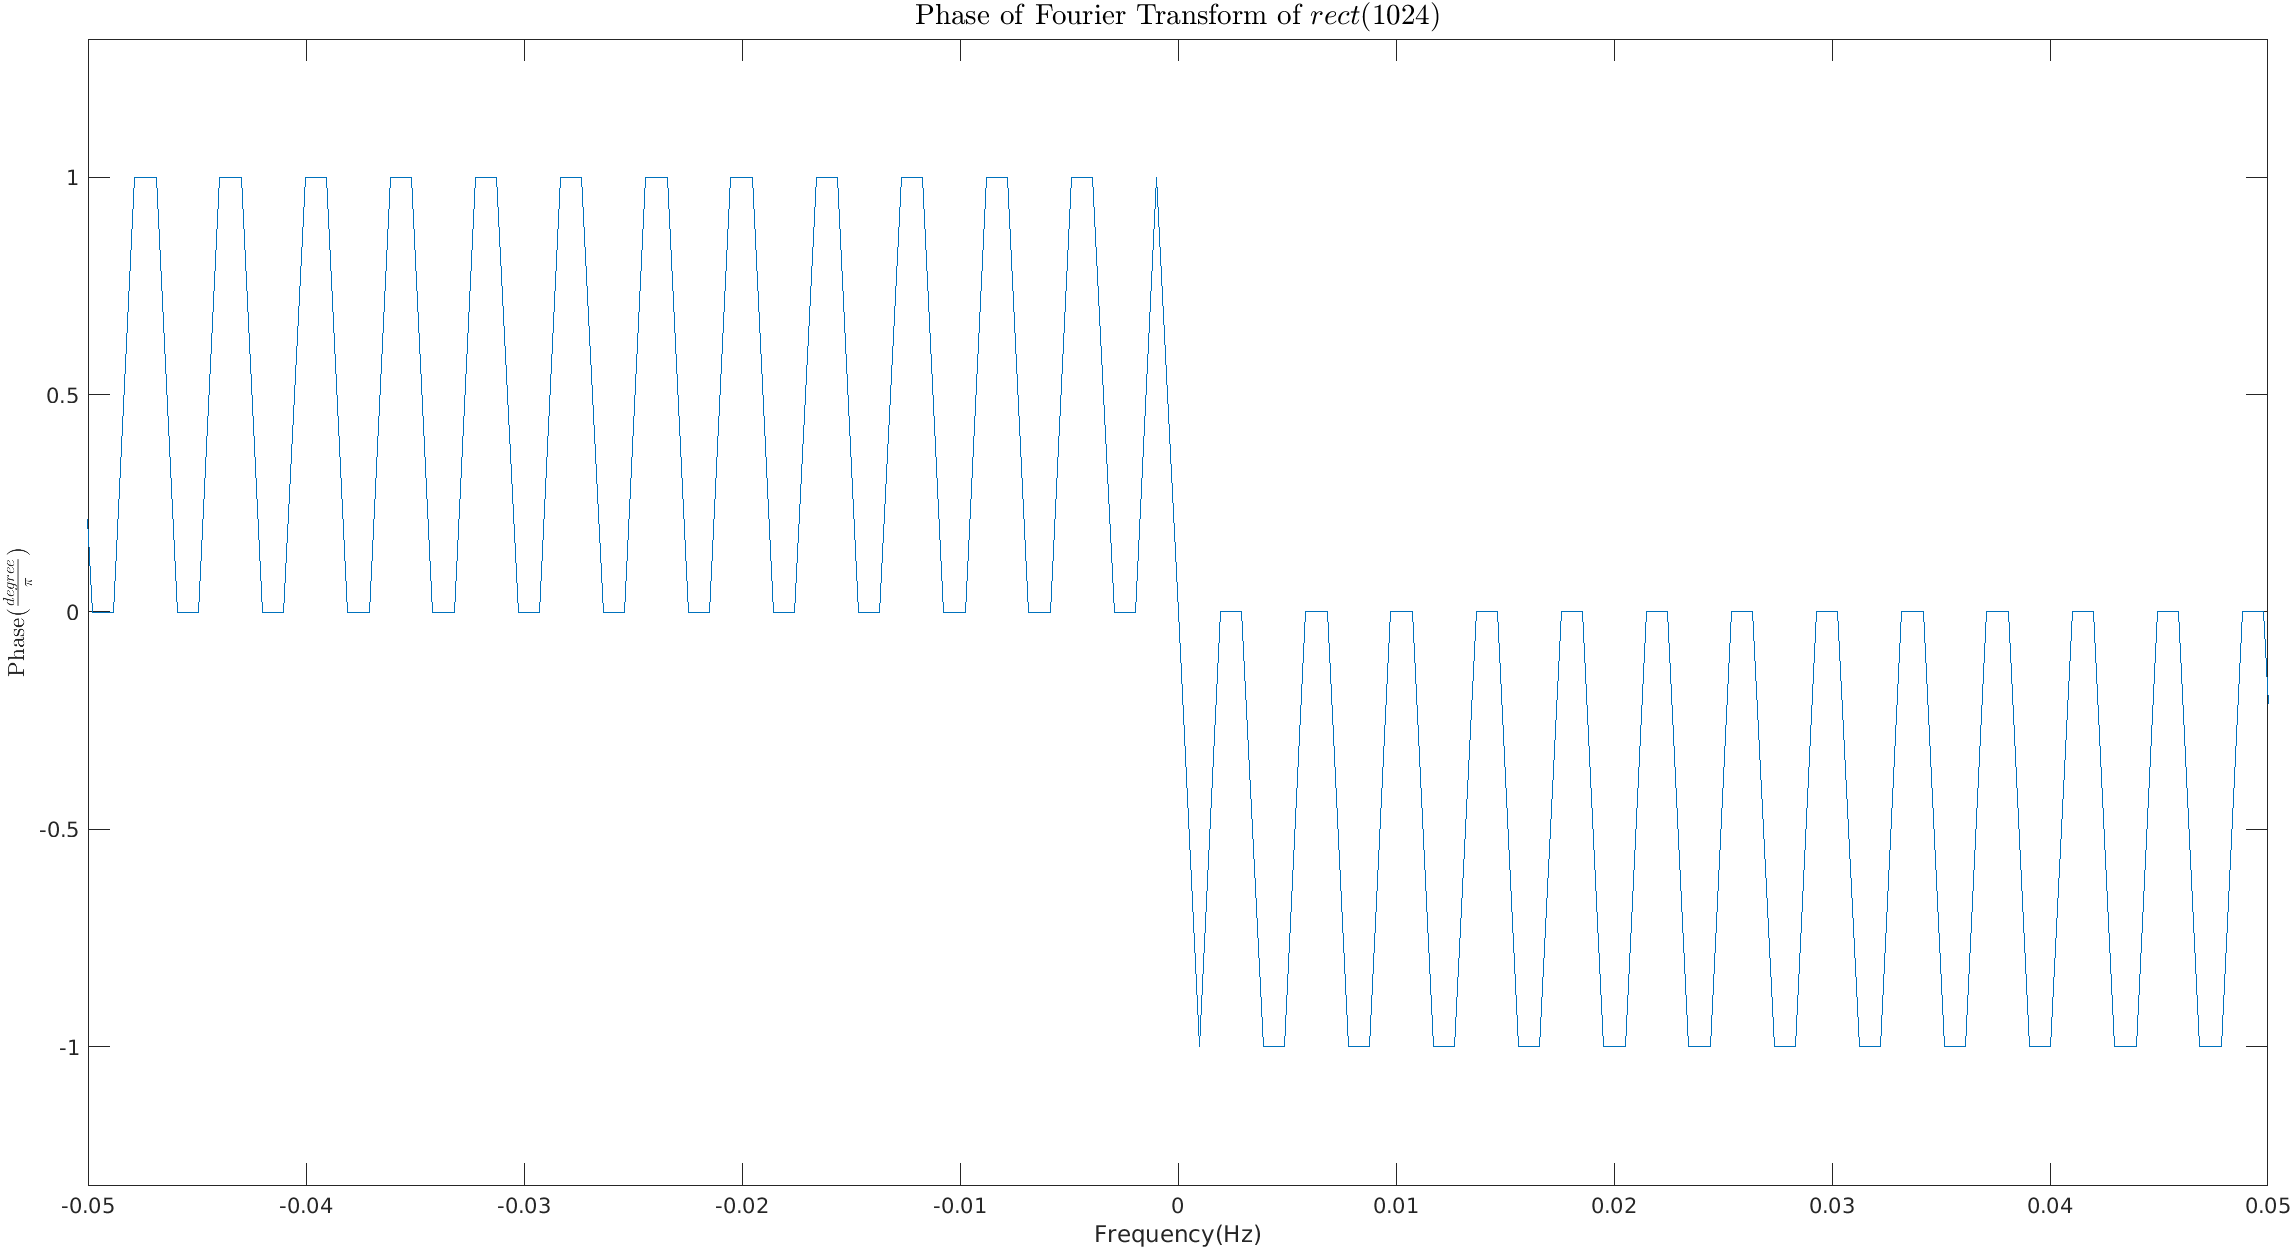 Phase of Fourier Transform of rect(1024)
1
0.5
0
-0.5
-1
Phase(degree/π)
-0.05 -0.04 -0.03 -0.02 -0.01 0 0.01 0.02 0.03 0.04 0.05
Frequency(Hz)